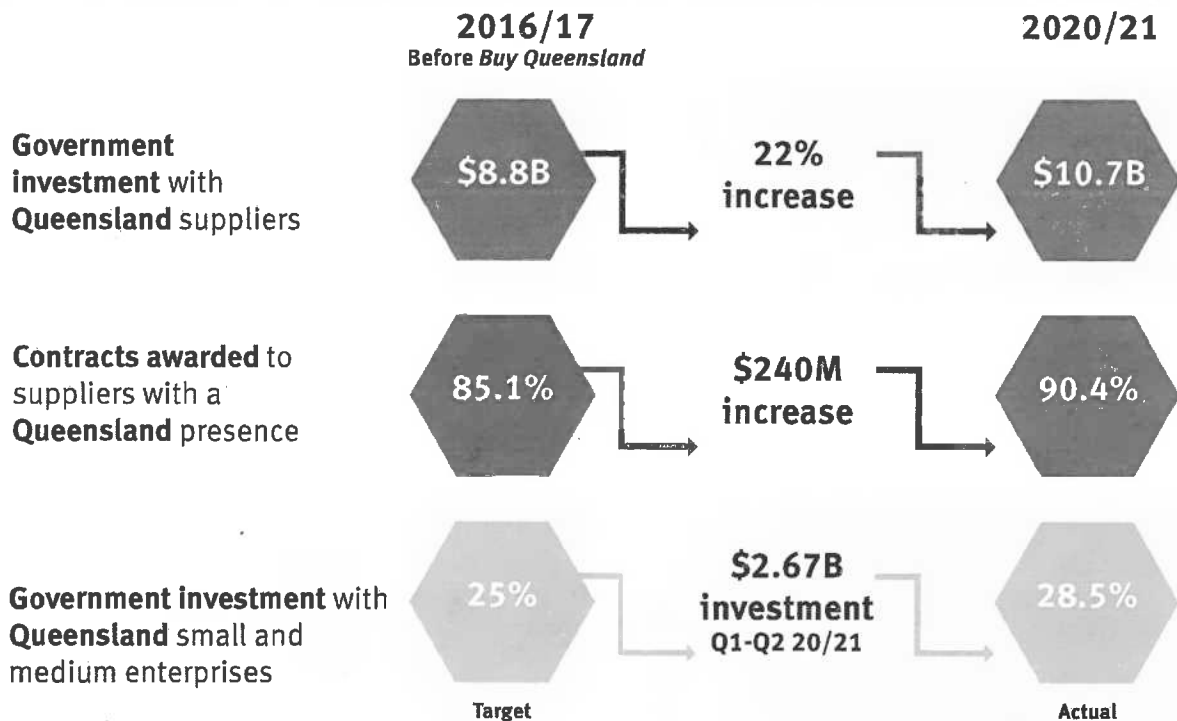 2016/17
Before Buy Queensland
2020/21
Government
investment with
Queensland suppliers
$8.8B
22%
increase
$10.7B
Contracts awarded to
suppliers with a
Queensland presence
85.1%
$240M
increase
90.4%
Government investment with
Queensland small and
medium enterprises
25%
$2.67B
investment
Q1-Q2 20/21
28.5%
Target
Actual